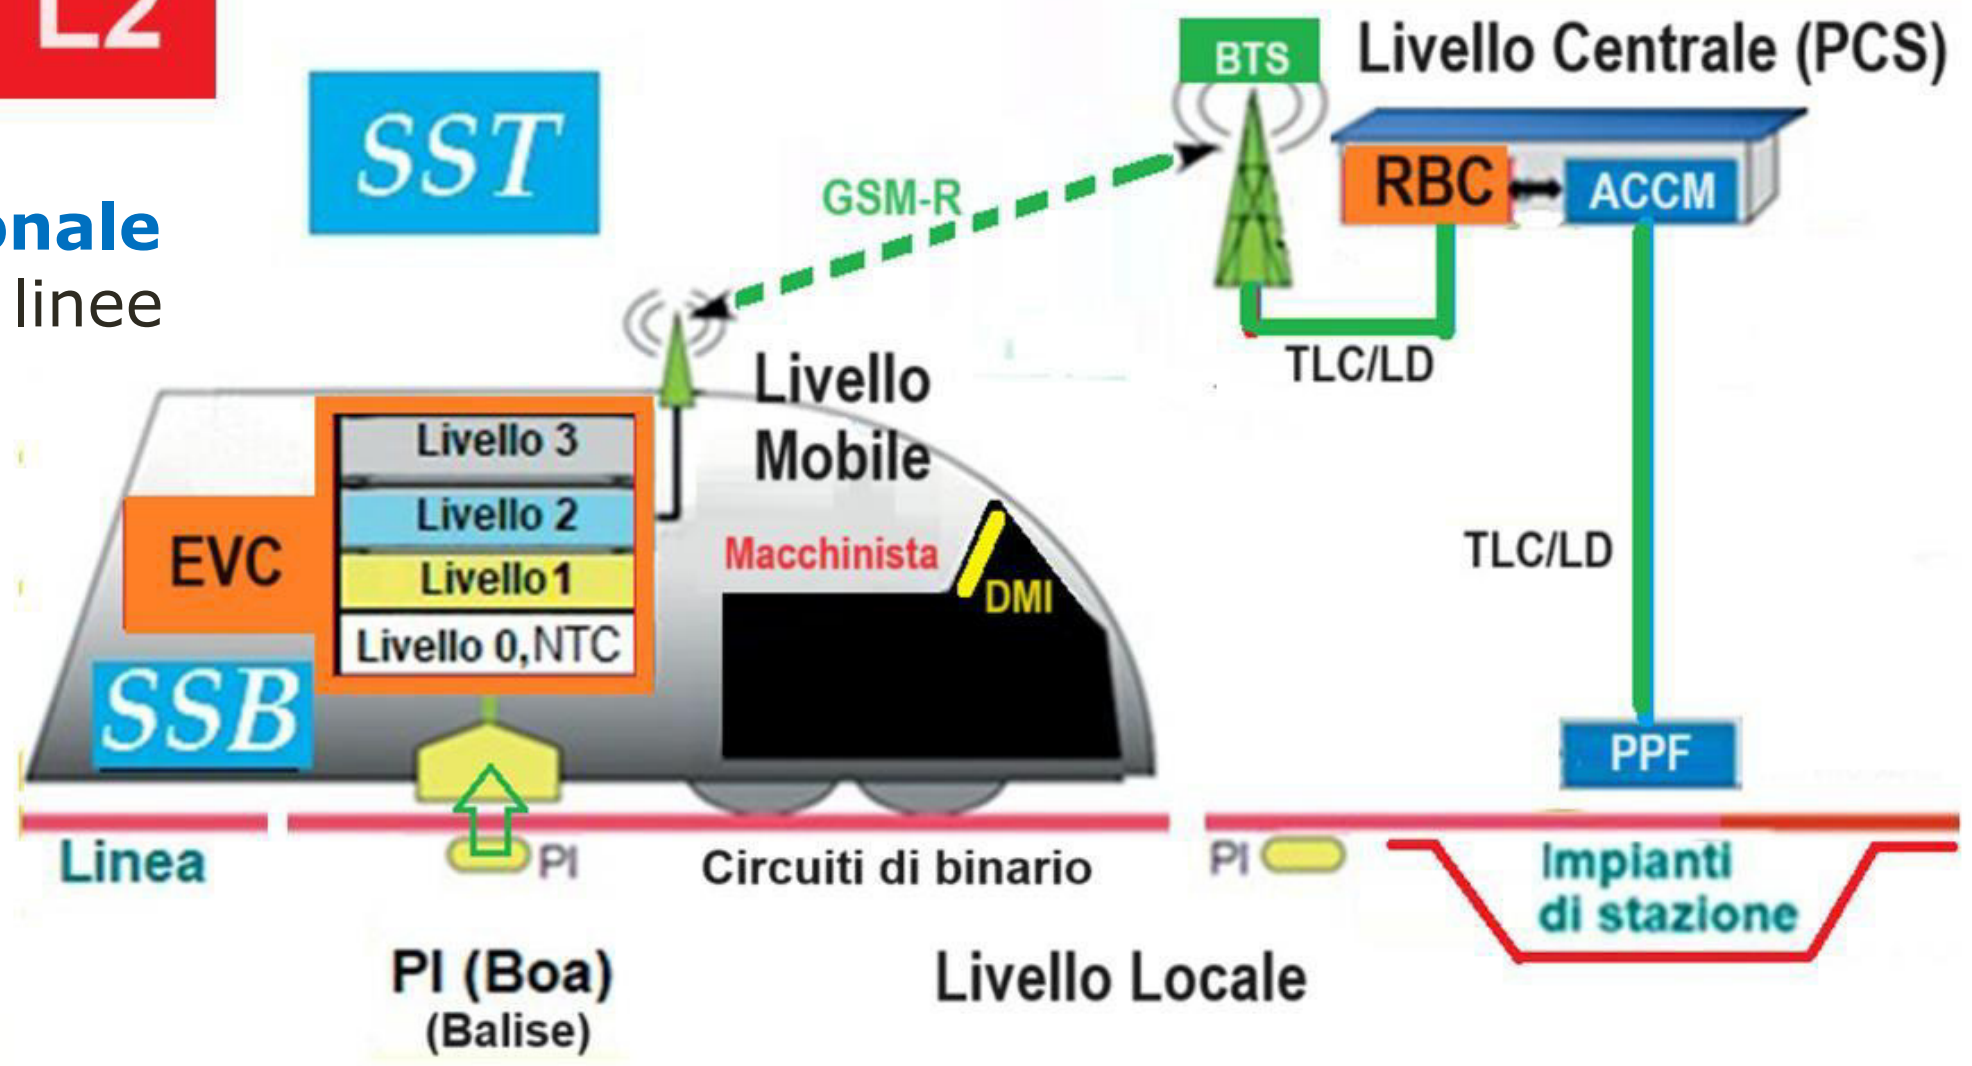 L2
SST
onale
linee
BTS
Livello Centrale (PCS)
RBC
ACCM
GSM-R
TLC/LD
Livello
Mobile
Livello 3
Livello 2
Livello 1
Livello 0, NTC
EVC
SSB
Macchinista
DMI
TLC/LD
PPF
Linea
PI
Circuiti di binario
PI
Impianti
di stazione
PI (Boa)
(Balise)
Livello Locale